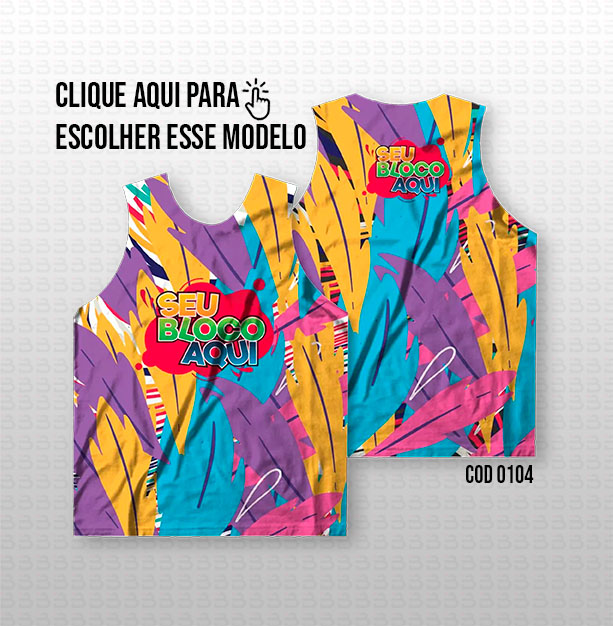 CLIQUE AQUI PARA
ESCOLHER ESSE MODELO
SEU
BLOCO
AQUI
SEU
BLOCO
AQUI
COD 0104